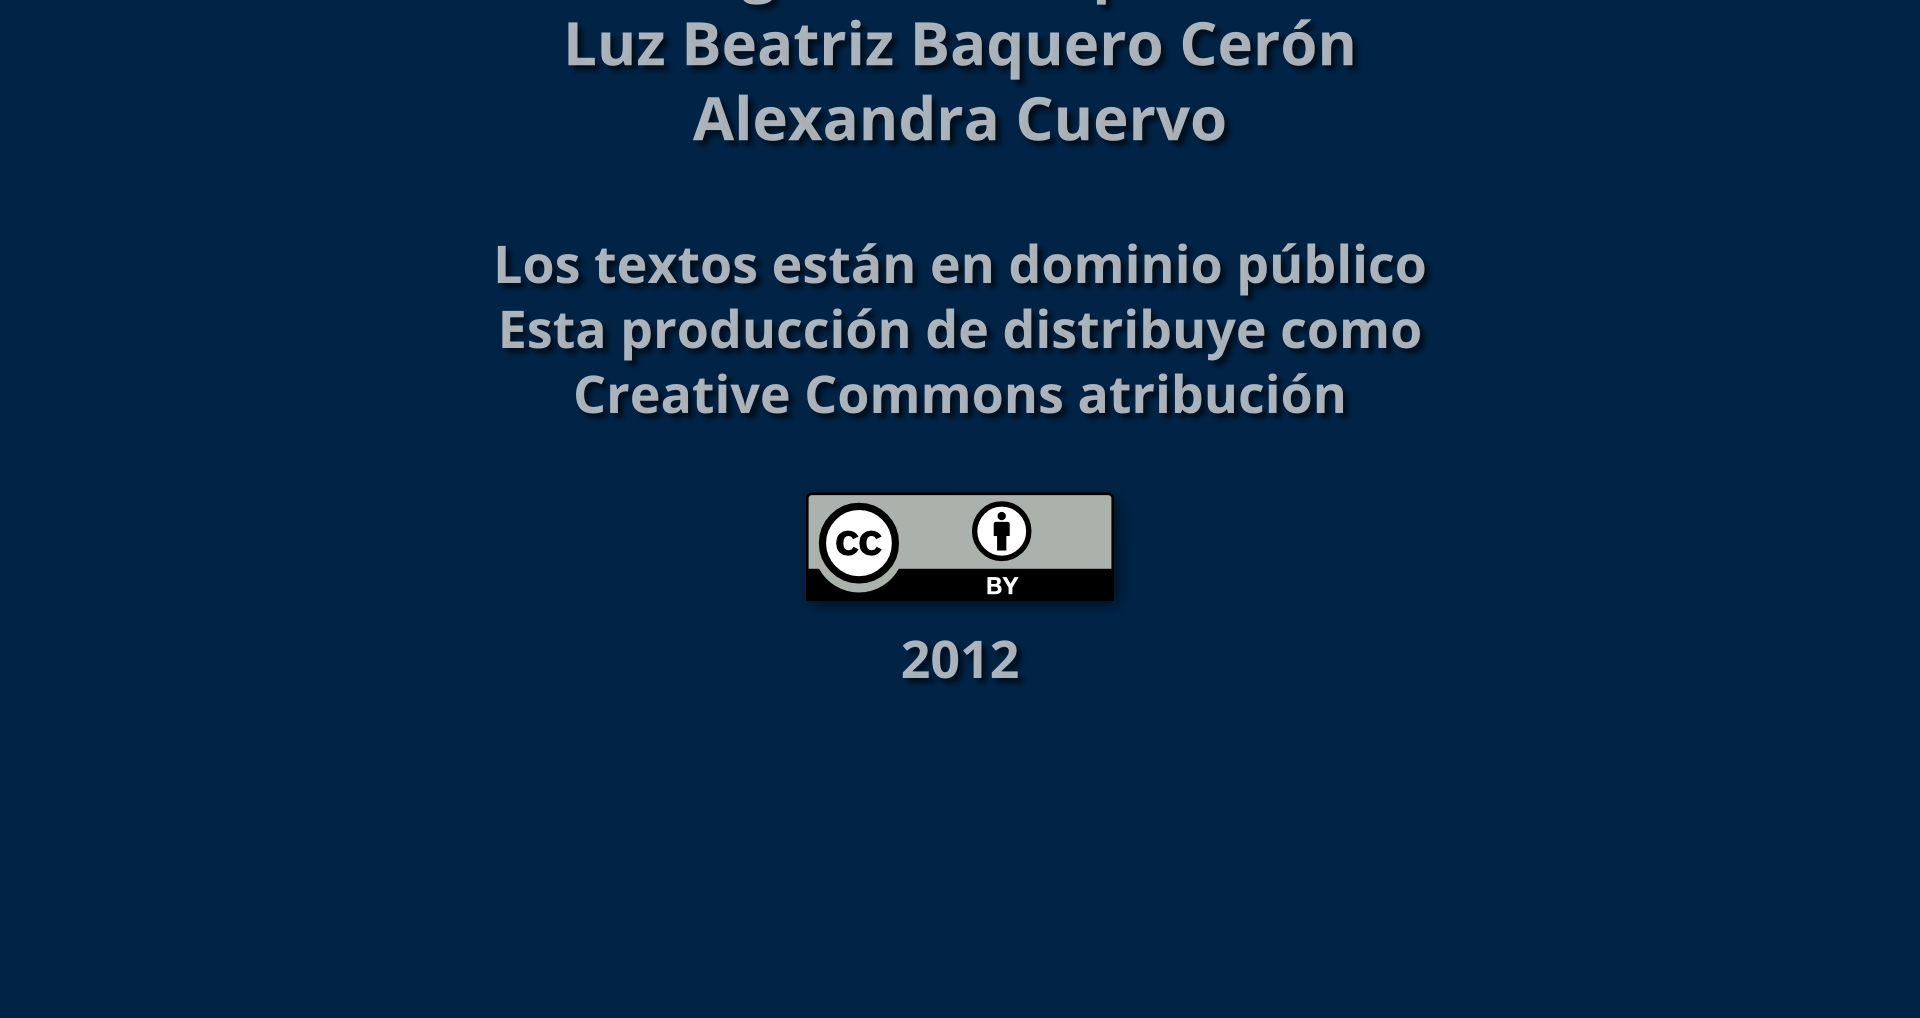 Luz Beatriz Baquero Cerón
Alexandra Cuervo
Los textos están en dominio público
Esta producción de distribuye como
Creative Commons atribución
cc
BY
2012